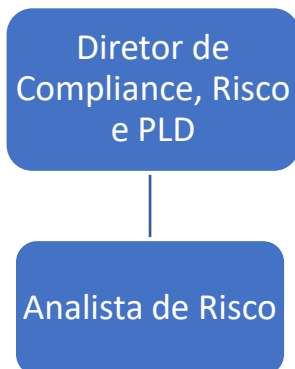 Diretor de
Compliance, Risco
e PLD
Analista de Risco